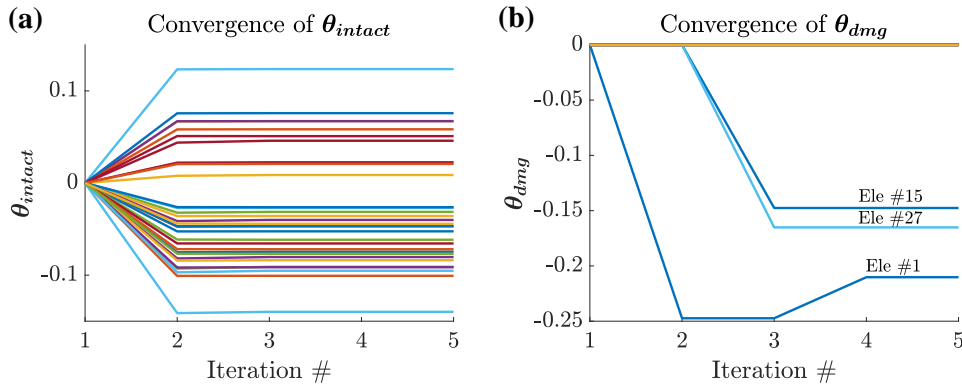 (a)
Convergence of θintact
0.1
0
-0.1
θintact
1 2 3 4 5
Iteration #
(b)
Convergence of θdmg
0
-0.05
-0.1
-0.15
-0.2
-0.25
θdmg
Ele #15
Ele #27
Ele #1
1 2 3 4 5
Iteration #